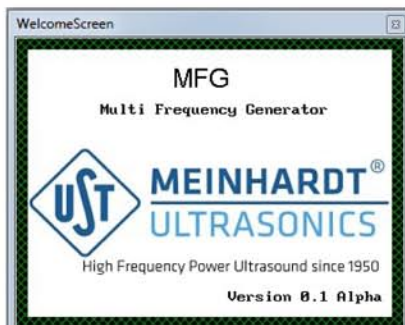 WelcomeScreen
MFG
Multi Frequency Generator
UST MEINHARDT®
ULTRASONICS
High Frequency Power Ultrasound since 1950
Version 0.1 Alpha